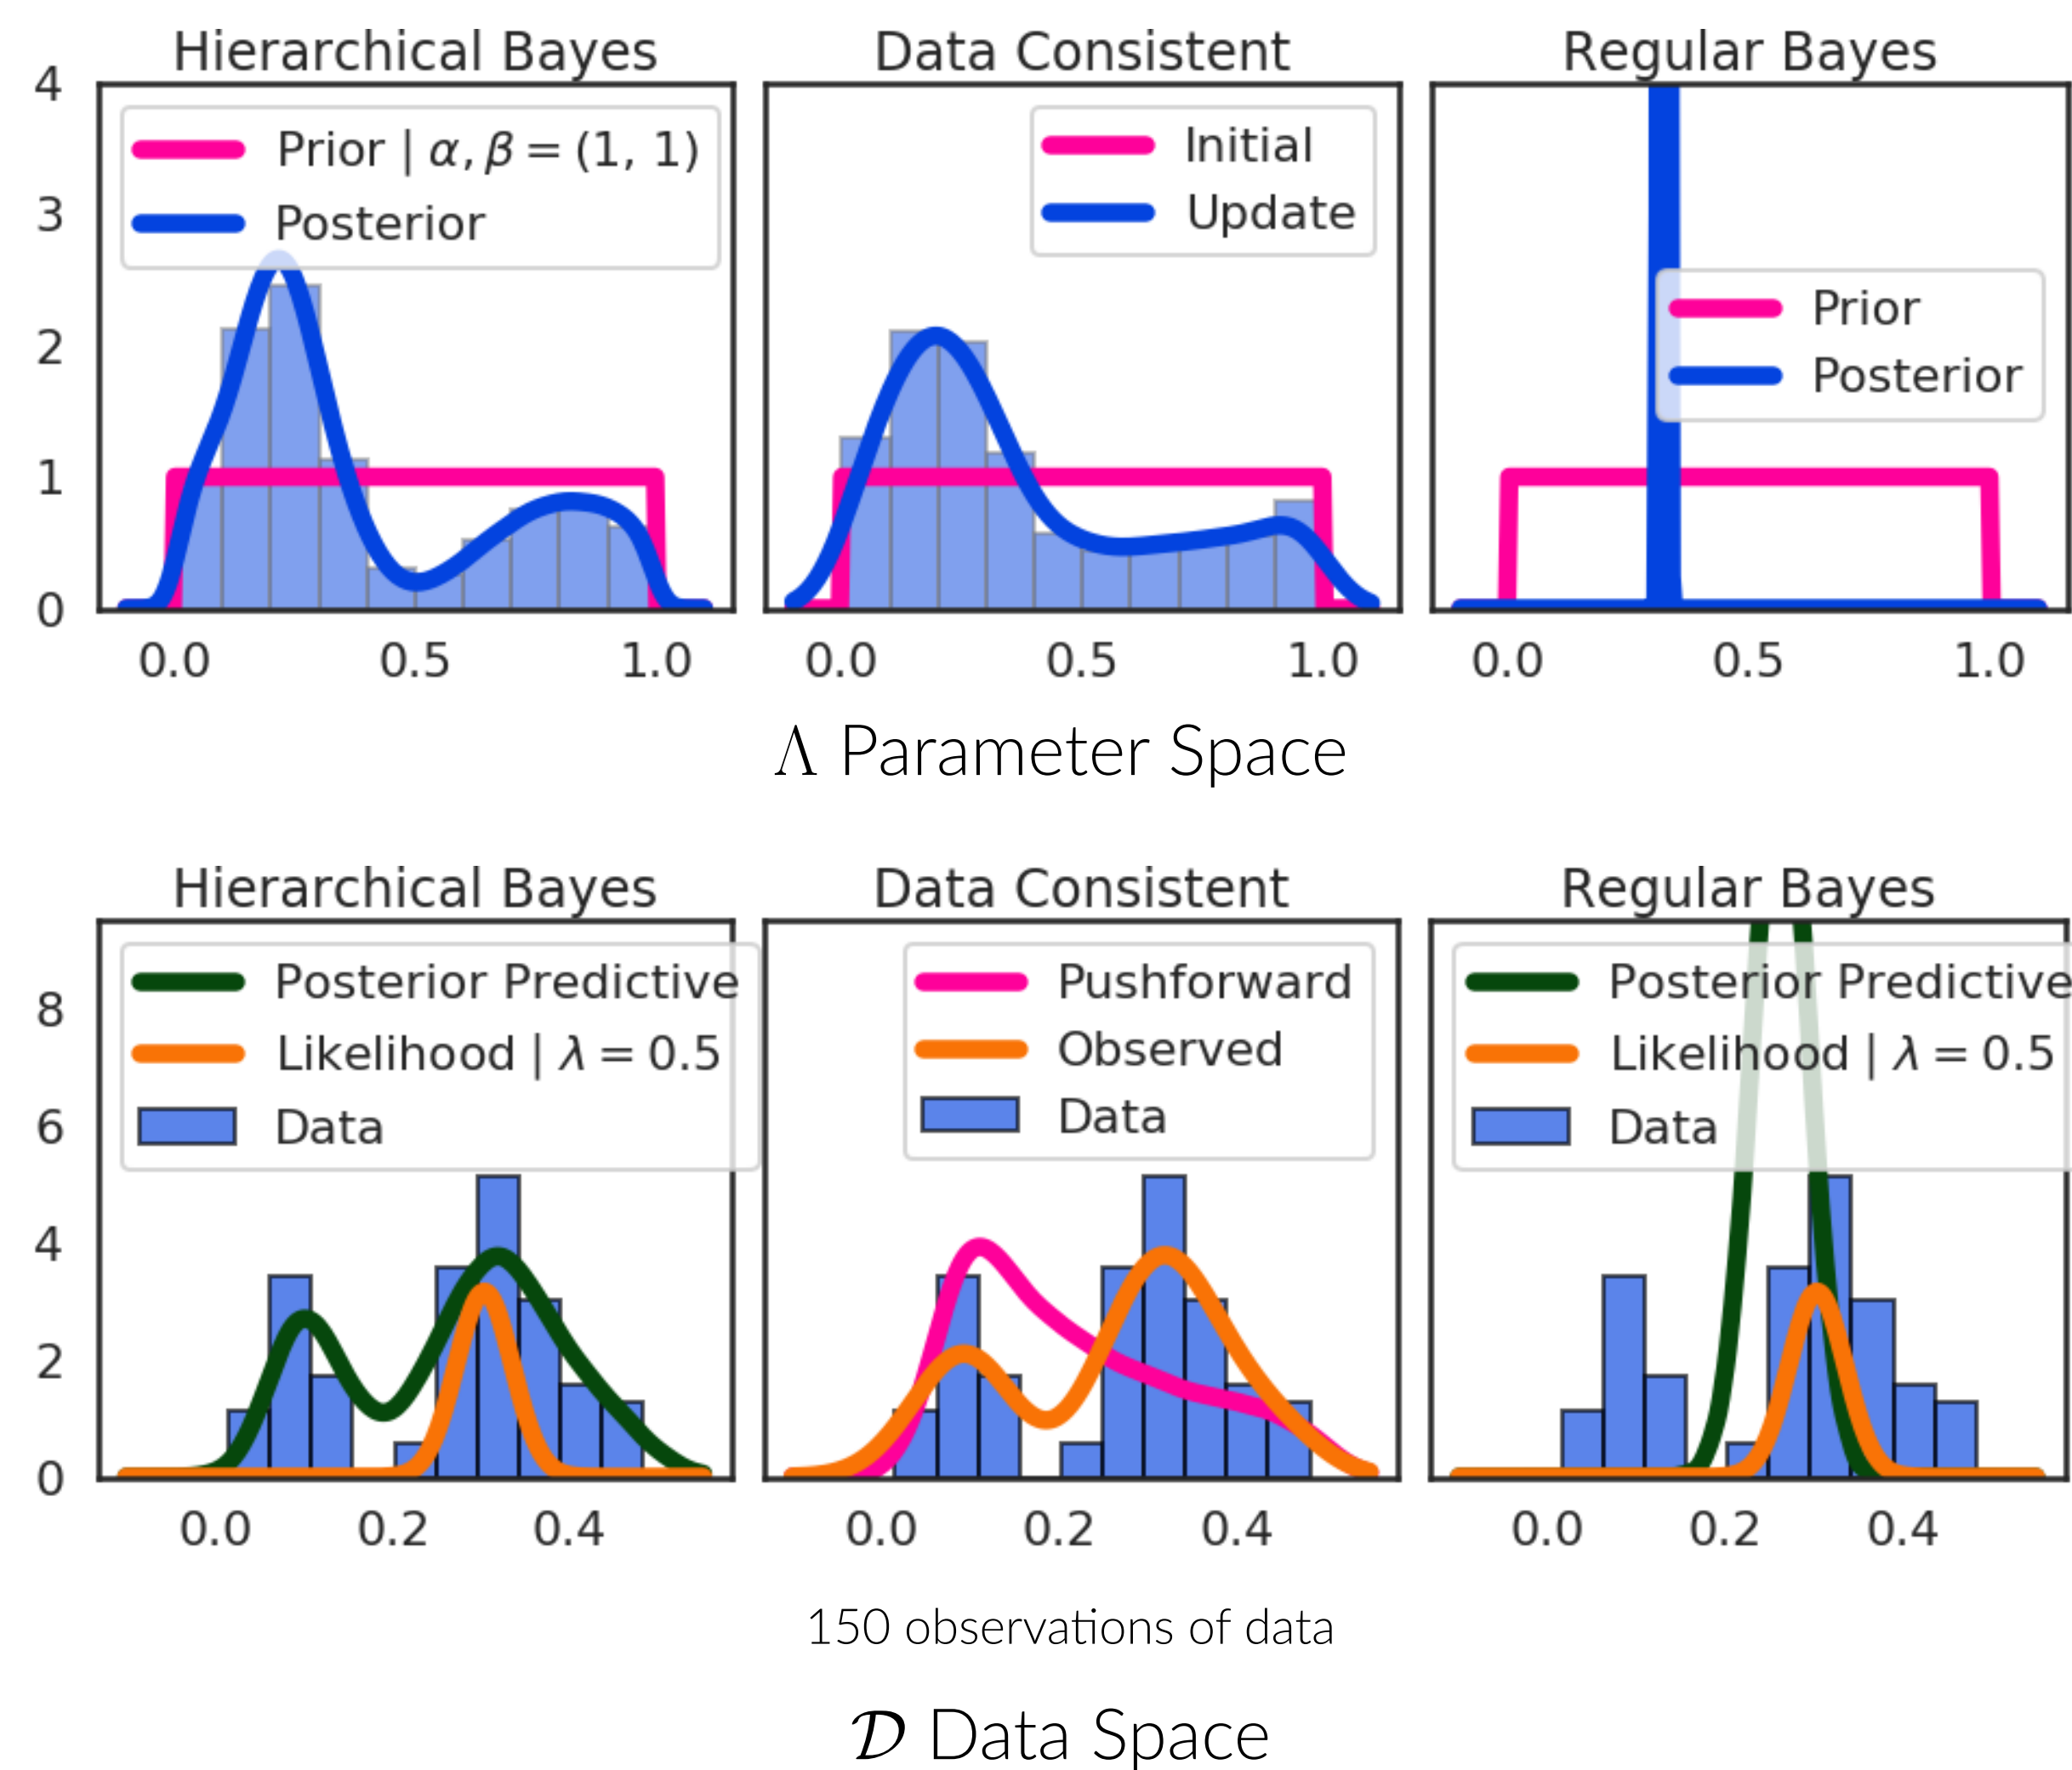 Hierarchical Bayes
Data Consistent
Regular Bayes
4
3
2
1
0
Prior | α, β = (1, 1)
Posterior
Initial
Update
Prior
Posterior
0.0 0.5 1.0
0.0 0.5 1.0
0.0 0.5 1.0
Λ Parameter Space
Hierarchical Bayes
Data Consistent
Regular Bayes
8
6
4
2
0
Posterior Predictive
Likelihood | λ = 0.5
Data
Pushforward
Observed
Data
Posterior Predictive
Likelihood | λ = 0.5
Data
0.0 0.2 0.4
0.0 0.2 0.4
0.0 0.2 0.4
150 observations of data
𝓓 Data Space